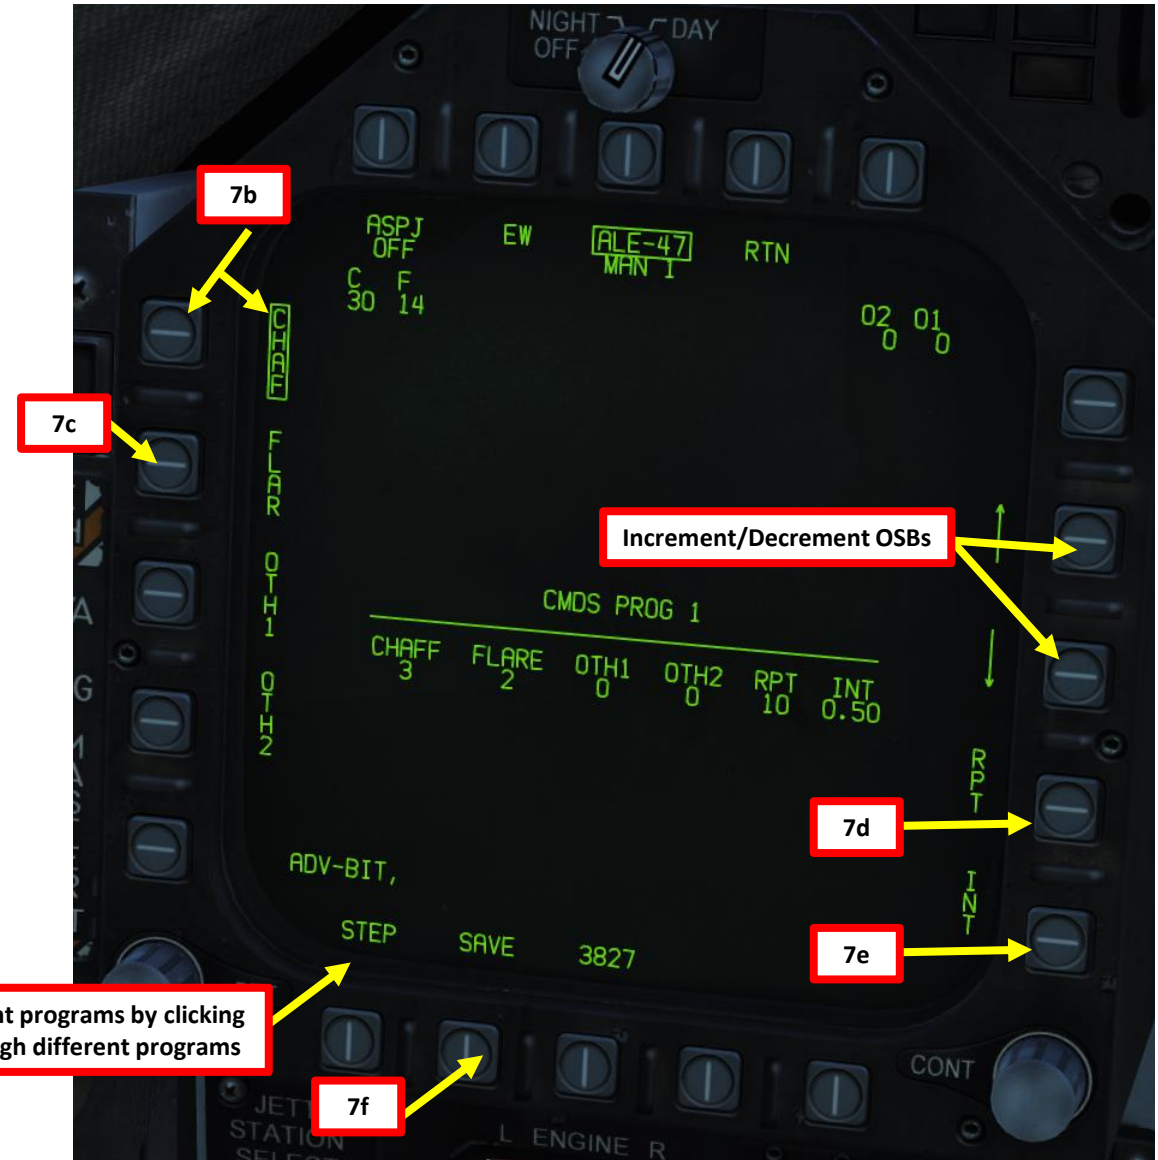 NIGHT
OFF
DAY
7b
ASPJ
OFF
EW
ALE-47
MAN 1
RTN
C F
30 14
O2 O1
0 0
CHAF
7c
FLAR
Increment/Decrement OSBs
OTH1
CMDS PROG 1
CHAFF FLARE OTH1 OTH2 RPT INT
3 2 0 0 10 0.50
OTH2
RPT
7d
ADV-BIT,
INT
STEP
SAVE
3827
7e
nt programs by clicking
gh different programs
7f
CONT
STATION
L ENGINE R